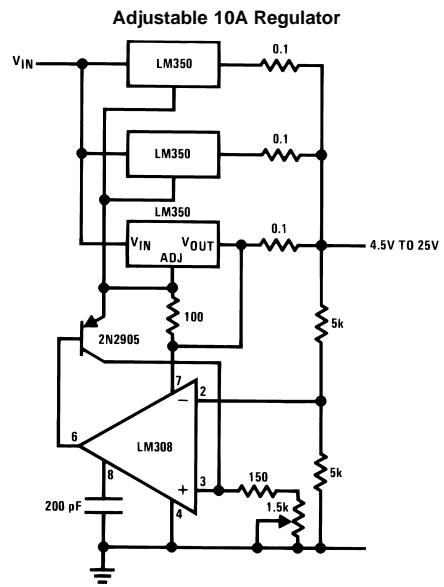 Adjustable 10A Regulator
VIN
LM350
0.1
LM350
0.1
LM350
VIN
VOUT
ADJ
0.1
4.5V TO 25V
100
5k
2N2905
7
2
−
6
LM308
8
5k
+
3
150
200 pF
4
1.5k